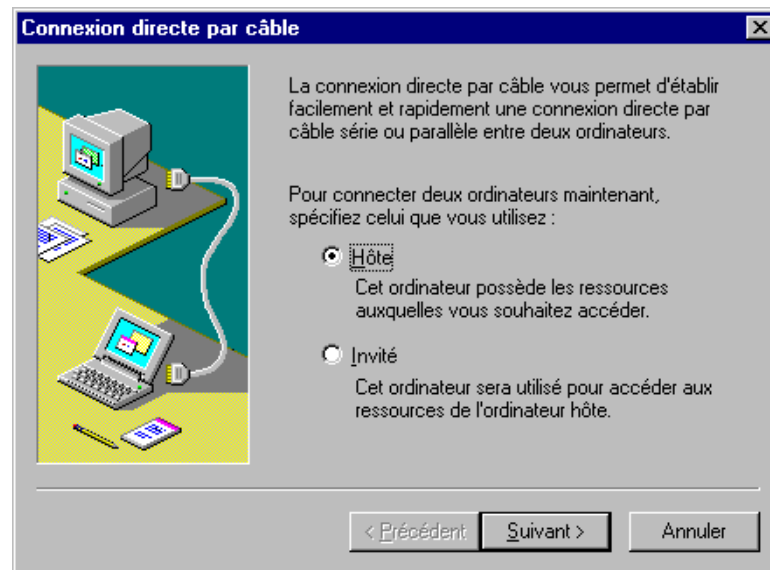 Connexion directe par câble
La connexion directe par câble vous permet d'établir
facilement et rapidement une connexion directe par
câble série ou parallèle entre deux ordinateurs.
Pour connecter deux ordinateurs maintenant,
spécifiez celui que vous utilisez :
Hôte
Cet ordinateur possède les ressources
auxquelles vous souhaitez accéder.
Invité
Cet ordinateur sera utilisé pour accéder aux
ressources de l'ordinateur hôte.
< Précédent Suivant > Annuler